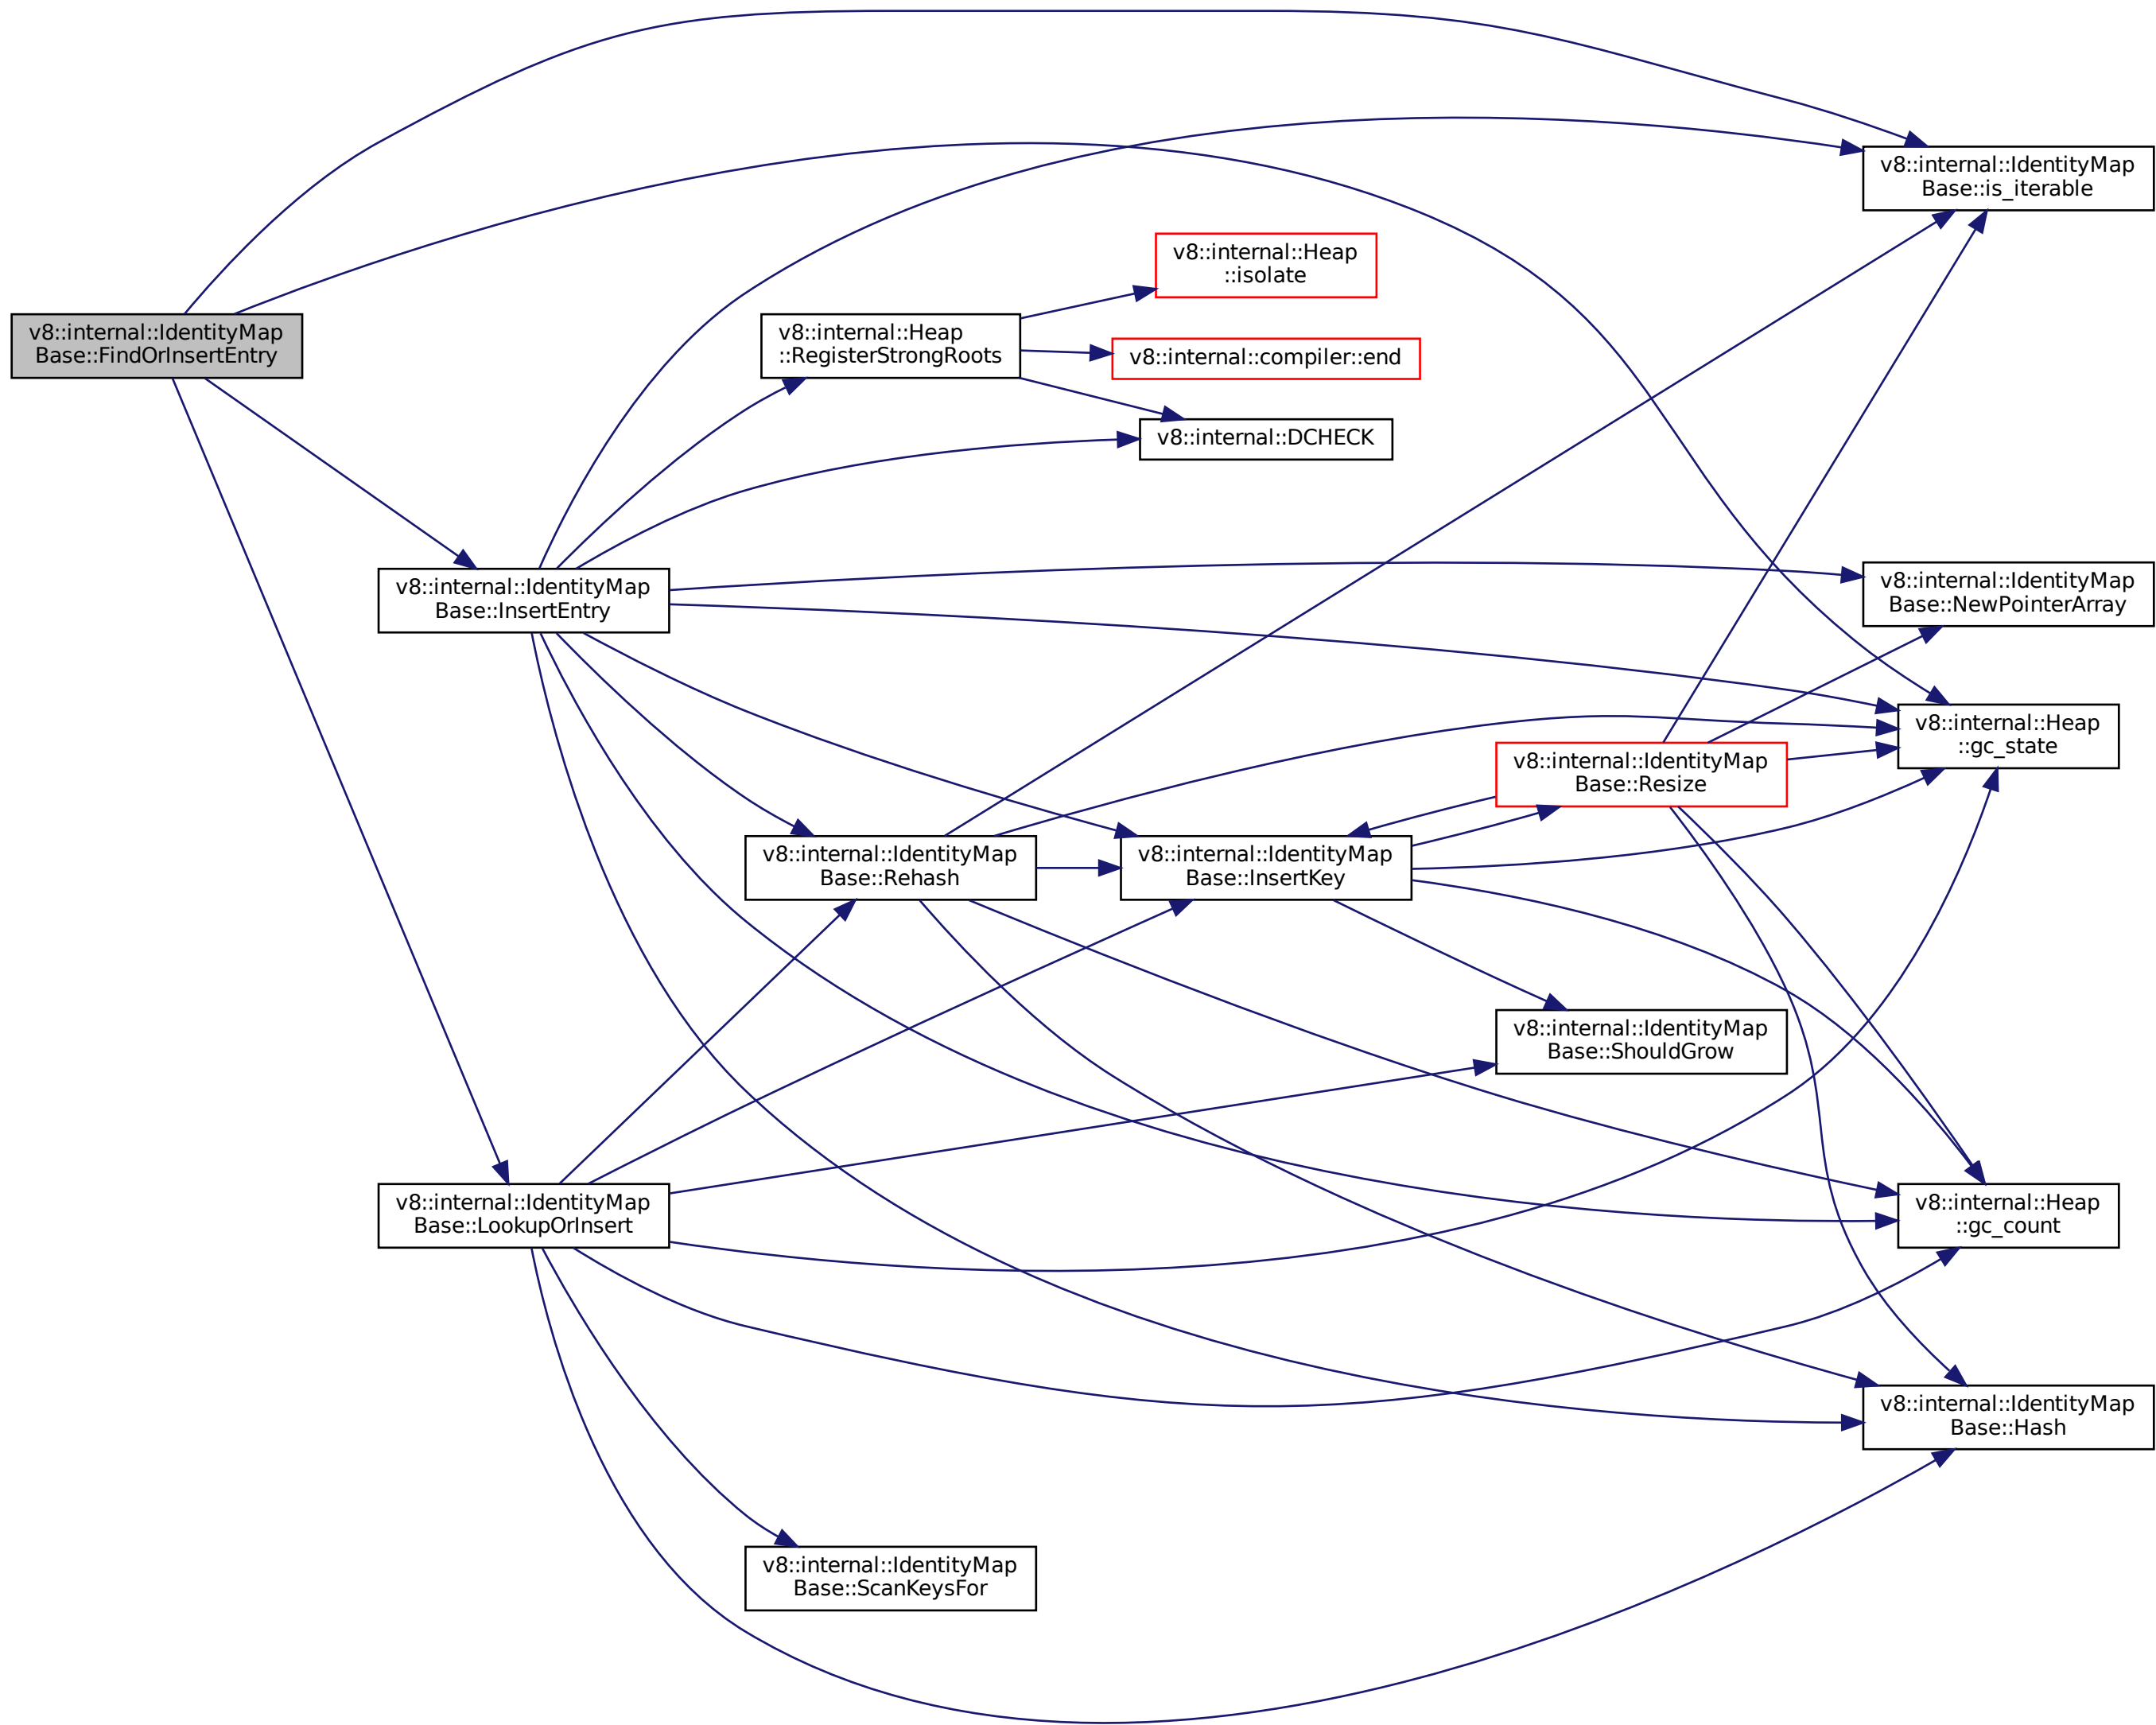 v8::internal::IdentityMap
Base::FindOrInsertEntry
v8::internal::IdentityMap
Base::InsertEntry
v8::internal::IdentityMap
Base::LookupOrInsert
v8::internal::Heap
::RegisterStrongRoots
v8::internal::IdentityMap
Base::Rehash
v8::internal::IdentityMap
Base::ScanKeysFor
v8::internal::Heap
::isolate
v8::internal::compiler::end
v8::internal::DCHECK
v8::internal::IdentityMap
Base::InsertKey
v8::internal::IdentityMap
Base::Resize
v8::internal::IdentityMap
Base::ShouldGrow
v8::internal::IdentityMap
Base::is_iterable
v8::internal::IdentityMap
Base::NewPointerArray
v8::internal::Heap
::gc_state
v8::internal::Heap
::gc_count
v8::internal::IdentityMap
Base::Hash